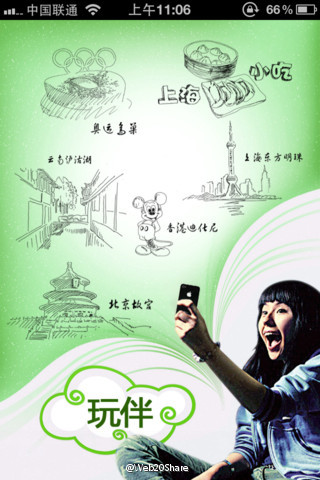 中国联通 上午11:06 66%
上海 小吃
奥运鸟巢
云南泸沽湖
上海东方明珠
香港迪仕尼
北京故宫
玩伴
@Web20Share